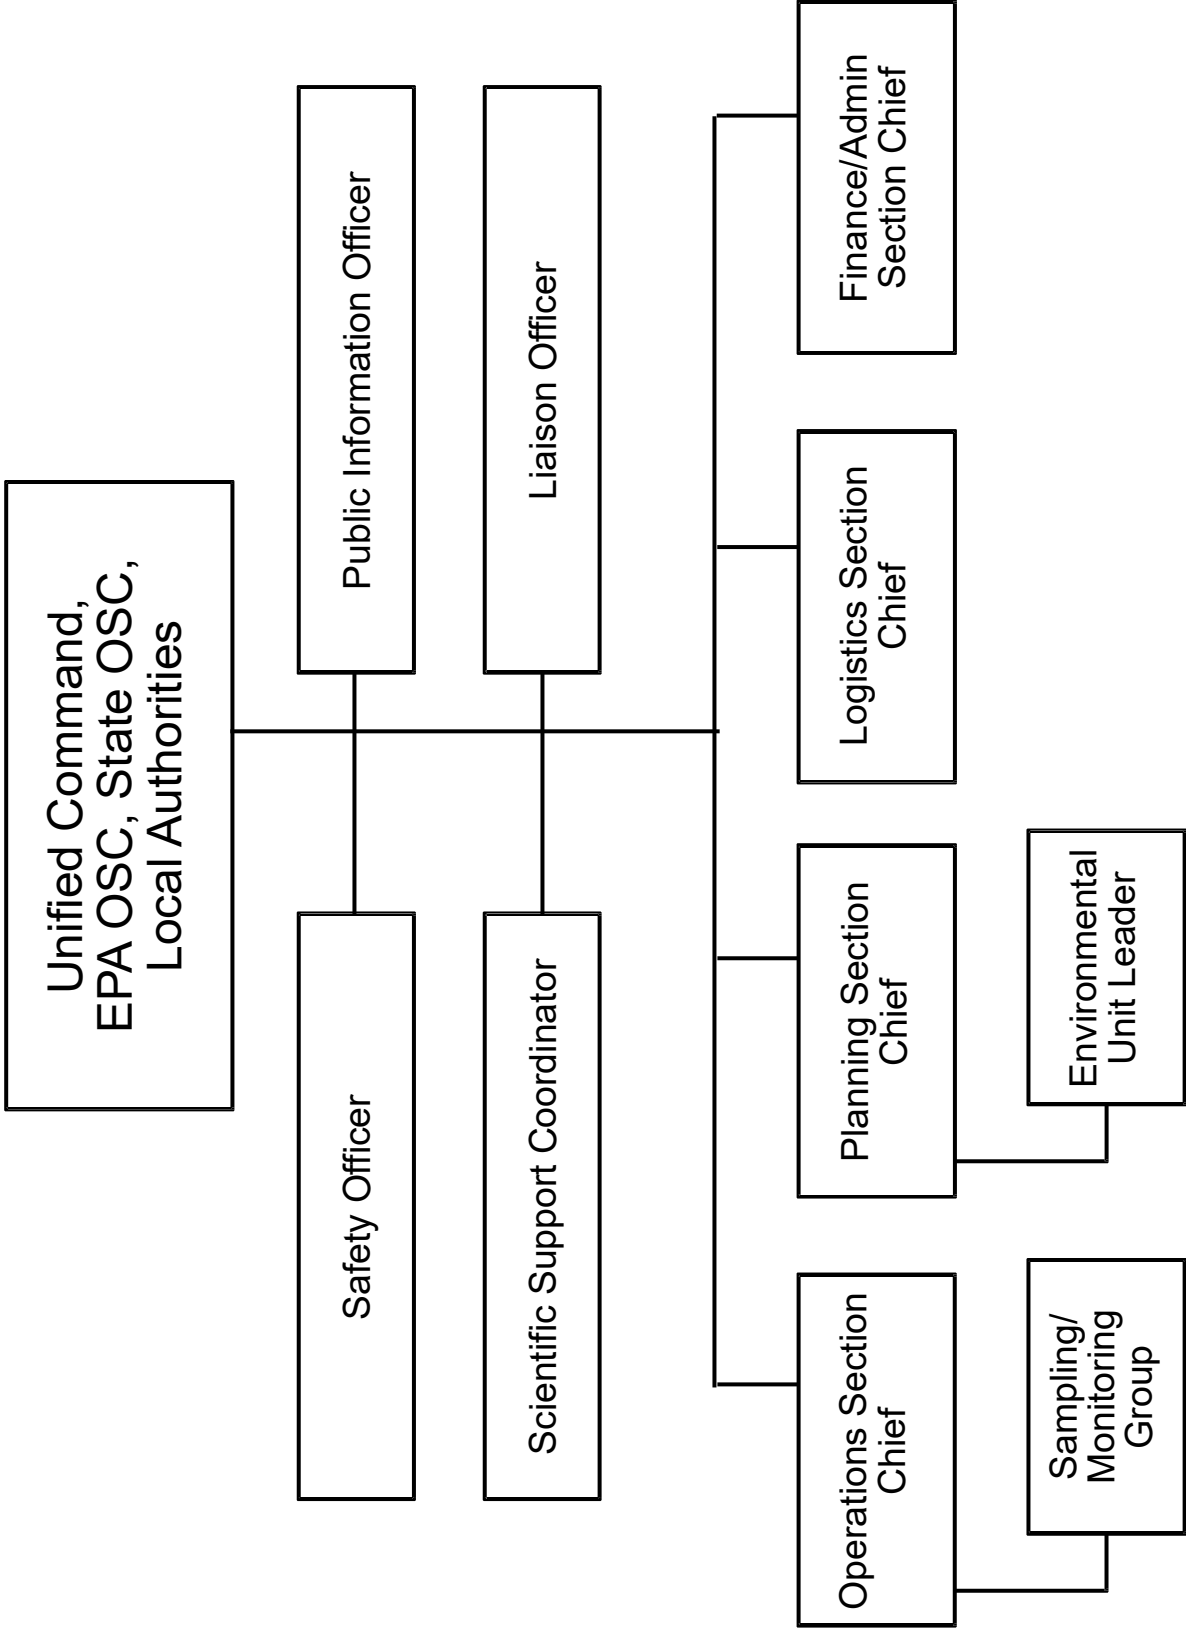 Unified Command,
EPA OSC, State OSC,
Local Authorities
Safety Officer
Public Information Officer
Scientific Support Coordinator
Liaison Officer
Operations Section
Chief
Planning Section
Chief
Logistics Section
Chief
Finance/Admin
Section Chief
Sampling/
Monitoring
Group
Environmental
Unit Leader